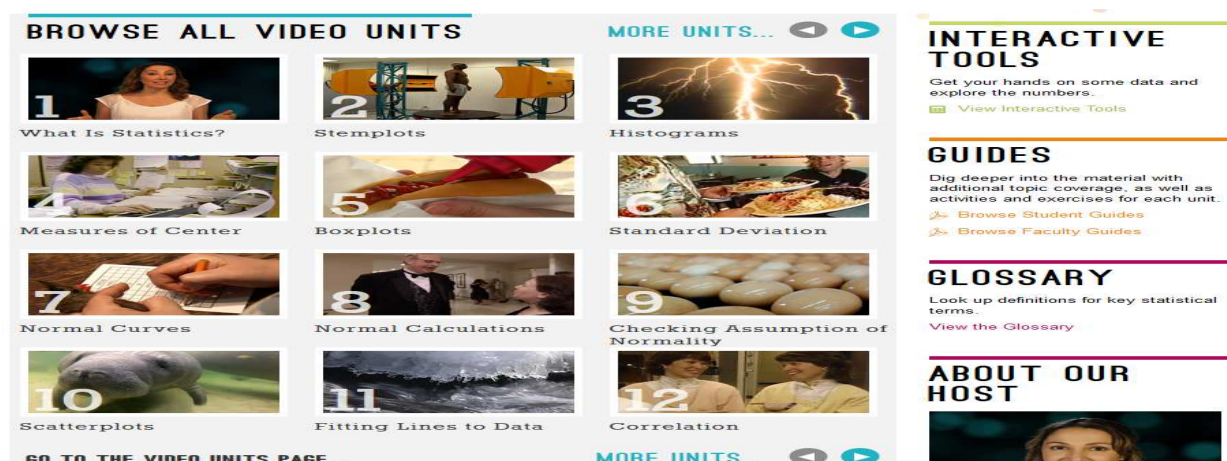 BROWSE ALL VIDEO UNITS
MORE UNITS...
1
What Is Statistics?
2
Stemplots
3
Histograms
4
Measures of Center
5
Boxplots
6
Standard Deviation
7
Normal Curves
8
Normal Calculations
9
Checking Assumption of
Normality
10
Scatterplots
11
Fitting Lines to Data
12
Correlation
GO TO THE VIDEO UNITS PAGE
MORE UNITS
INTERACTIVE
TOOLS
Get your hands on some data and
explore the numbers.
View Interactive Tools
GUIDES
Dig deeper into the material with
additional topic coverage, as well as
activities and exercises for each unit.
Browse Student Guides
Browse Faculty Guides
GLOSSARY
Look up definitions for key statistical
terms.
View the Glossary
ABOUT OUR
HOST